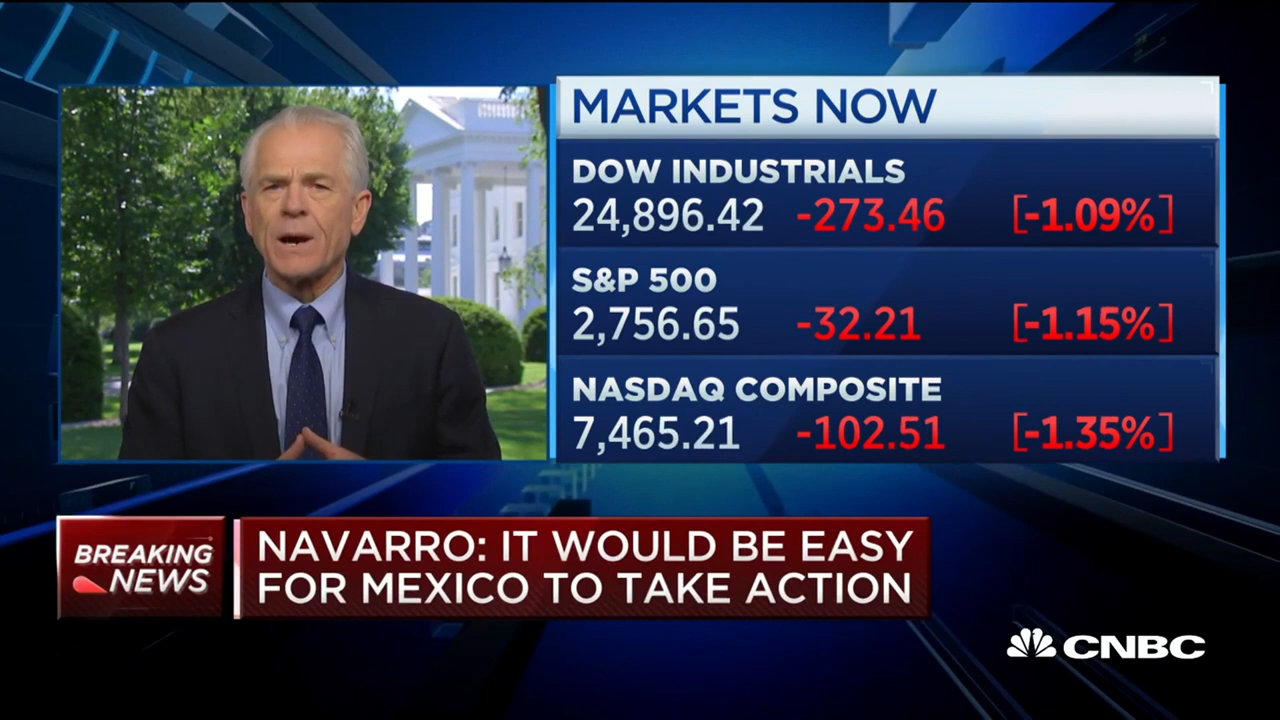 MARKETS NOW
DOW INDUSTRIALS
24,896.42 -273.46 [-1.09%]
S&P 500
2,756.65 -32.21 [-1.15%]
NASDAQ COMPOSITE
7,465.21 -102.51 [-1.35%]
BREAKING
NEWS
NAVARRO: IT WOULD BE EASY
FOR MEXICO TO TAKE ACTION
CNBC